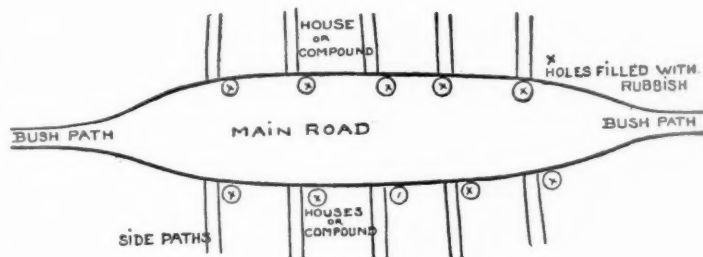 HOUSE
OR
COMPOUND
x
HOLES FILLED WITH
RUBBISH
x
x
x
x
x
BUSH PATH
MAIN ROAD
BUSH PATH
x
x
x
x
HOUSES
OR
COMPOUND
SIDE PATHS